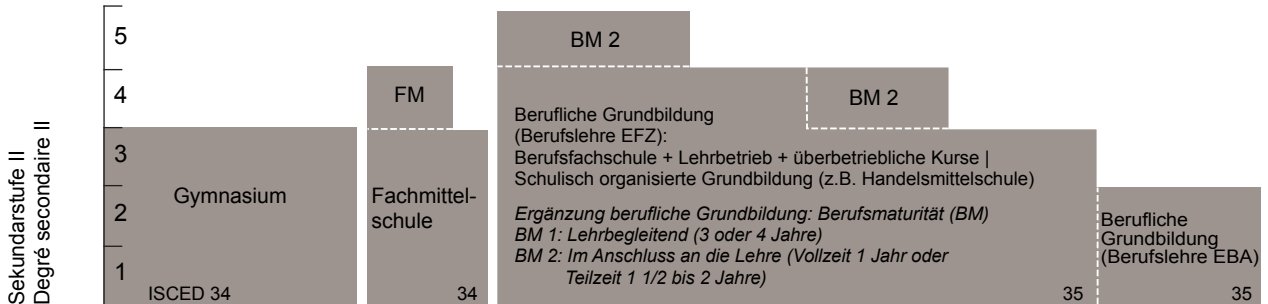 Sekundarstufe II
Degré secondaire II
5
4
3
2
1
Gymnasium
ISCED 34
FM
Fachmittel-
schule
34
BM 2
BM 2
Berufliche Grundbildung
(Berufslehre EFZ):
Berufsfachschule + Lehrbetrieb + überbetriebliche Kurse |
Schulisch organisierte Grundbildung (z.B. Handelsmittelschule)
Ergänzung berufliche Grundbildung: Berufsmaturität (BM)
BM 1: Lehrbegleitend (3 oder 4 Jahre)
BM 2: Im Anschluss an die Lehre (Vollzeit 1 Jahr oder
Teilzeit 1 1/2 bis 2 Jahre)
35
Berufliche
Grundbildung
(Berufslehre EBA)
35